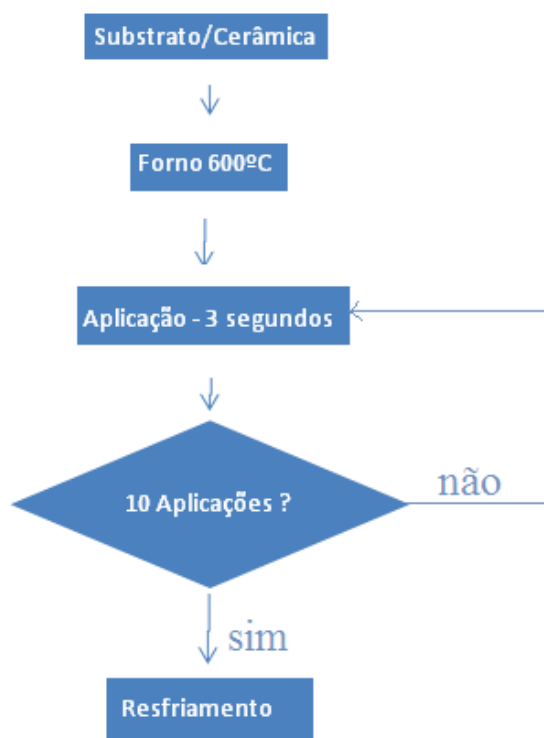 Substrato/Cerâmica
Forno 600ºC
Aplicação - 3 segundos
10 Aplicações ?
não
sim
Resfriamento